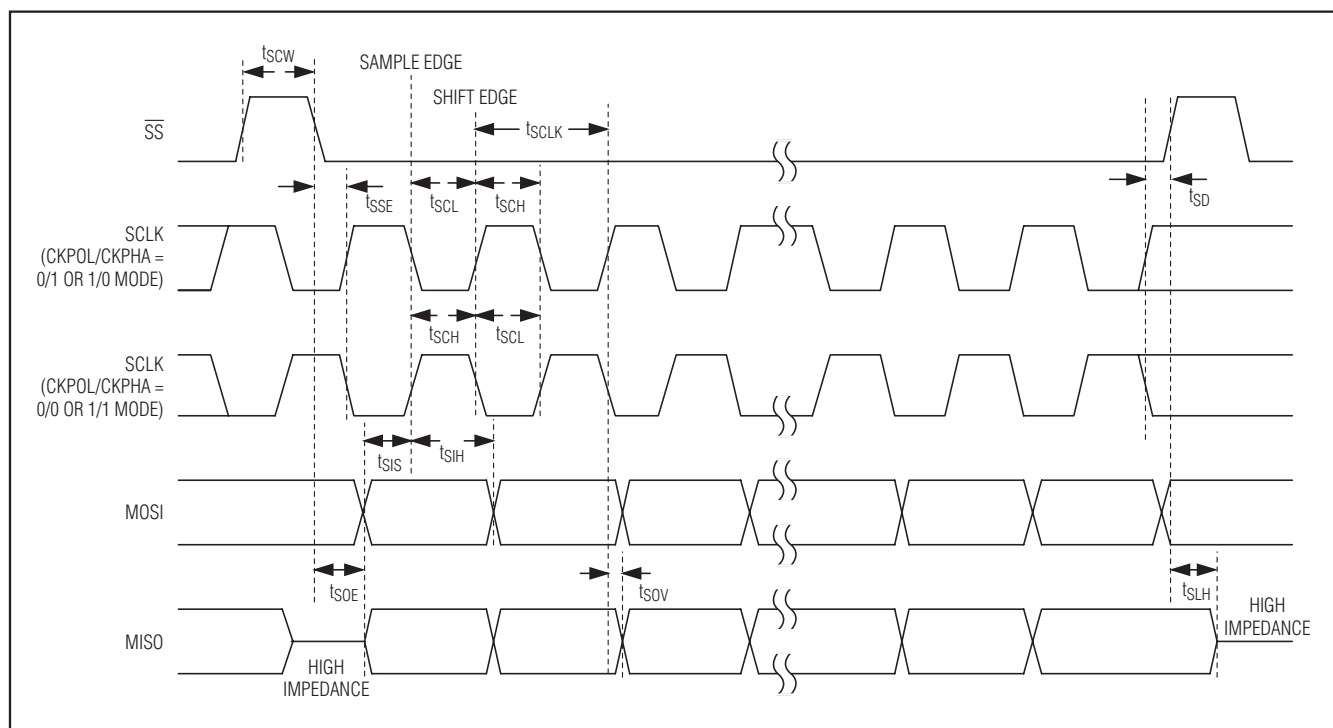 tSCW
SAMPLE EDGE
SHIFT EDGE
tSCLK
SS
tSSE
tSCL
tSCH
tSD
SCLK
(CKPOL/CKPHA =
0/1 OR 1/0 MODE)
tSCH
tSCL
SCLK
(CKPOL/CKPHA =
0/0 OR 1/1 MODE)
tSIS
tSIH
MOSI
tSOE
tSOV
tSLH
HIGH
IMPEDANCE
MISO
HIGH
IMPEDANCE